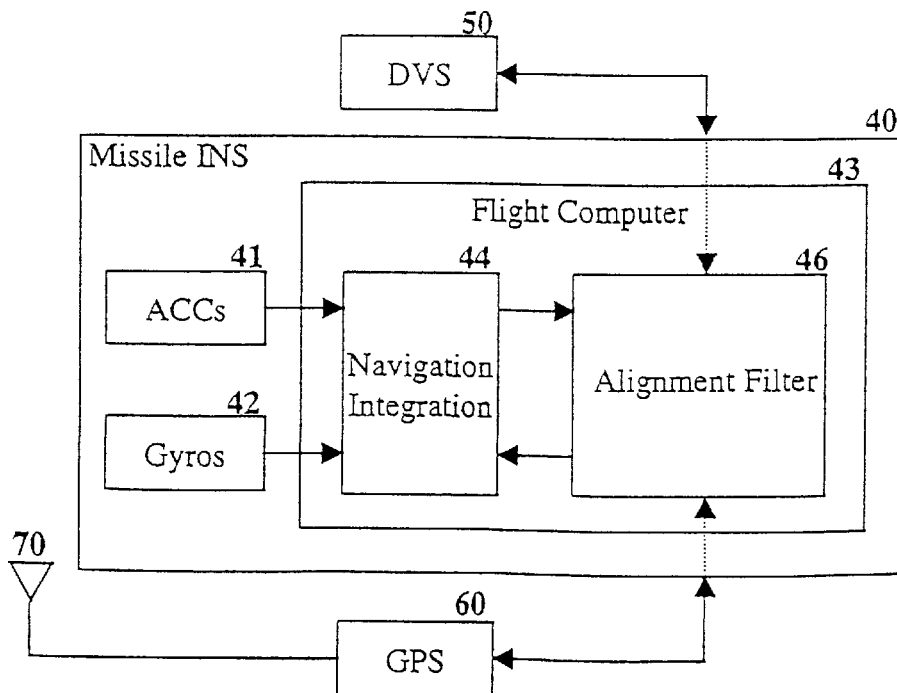 50
DVS
40
Missile INS
43
Flight Computer
41
44
46
ACCs
Navigation
Integration
Alignment Filter
42
Gyros
70
60
GPS